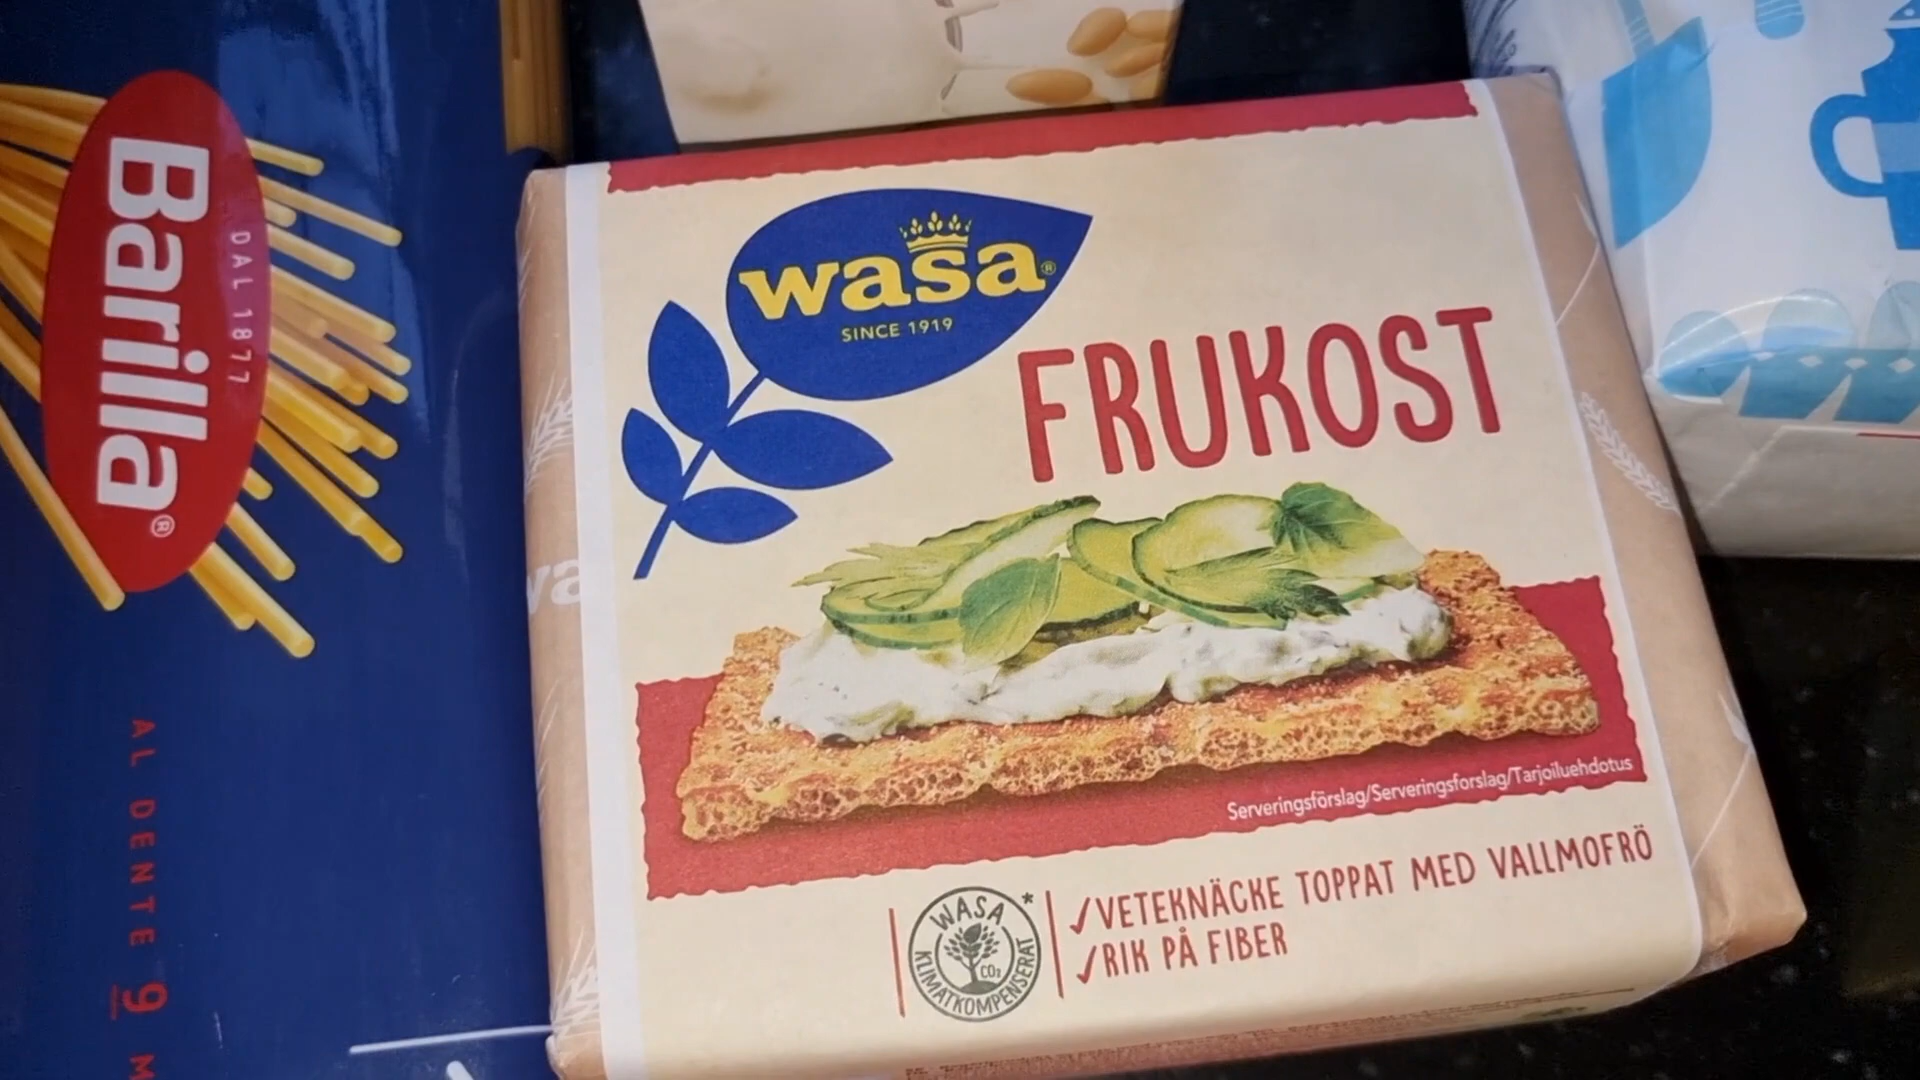 Barilla®
DAL 1877
AL DENTE 9 M
wasa®
SINCE 1919
FRUKOST
Serveringsförslag/Serveringsforslag/Tarjoiluehdotus
WASA *
CO₂
KLIMATKOMPENSERAT
✓VETEKNÄCKE TOPPAT MED VALLMOFRÖ
✓RIK PÅ FIBER